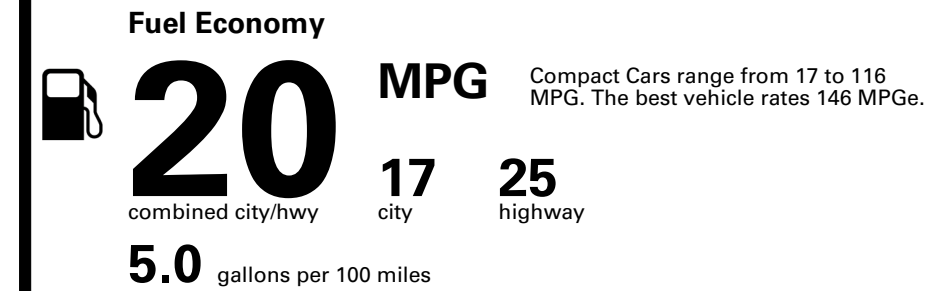 Fuel Economy
20 MPG
Compact Cars range from 17 to 116
MPG. The best vehicle rates 146 MPGe.
17 25
combined city/hwy city highway
5.0 gallons per 100 miles